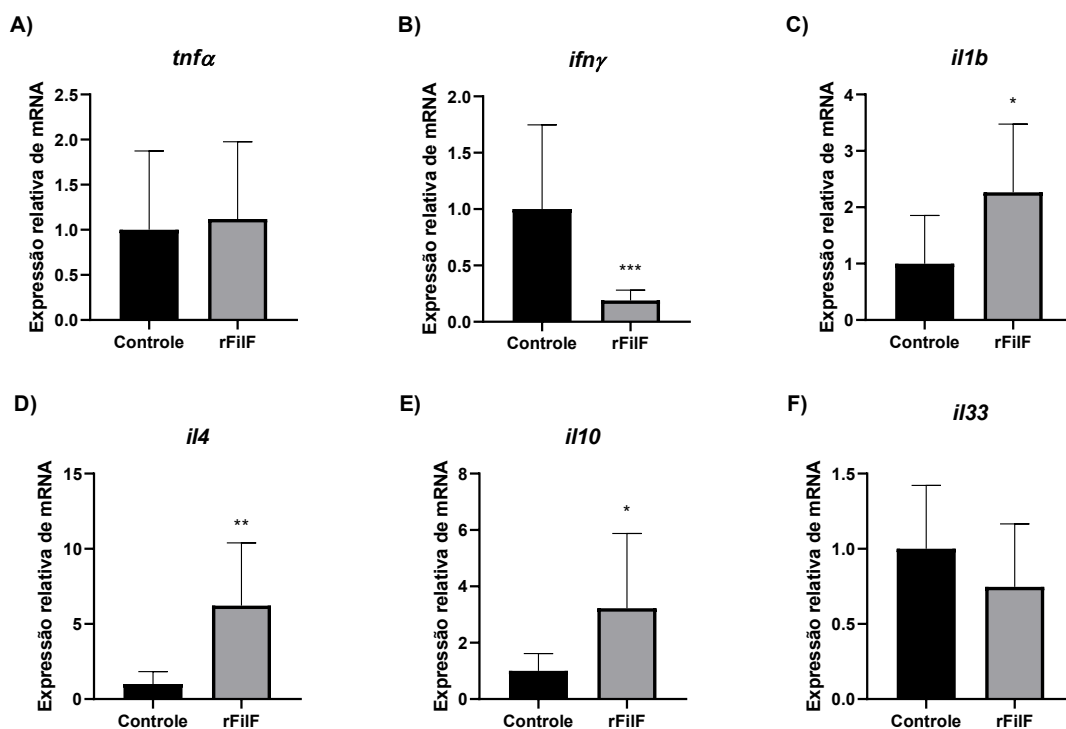 A)
tnfα
Expressão relativa de mRNA
2.5
2.0
1.5
1.0
0.5
0.0
Controle rFilF
B)
ifnγ
Expressão relativa de mRNA
2.0
1.5
1.0
0.5
0.0
***
Controle rFilF
C)
il1b
Expressão relativa de mRNA
4
3
2
1
0
*
Controle rFilF
D)
il4
Expressão relativa de mRNA
15
10
5
0
**
Controle rFilF
E)
il10
Expressão relativa de mRNA
8
6
4
2
0
*
Controle rFilF
F)
il33
Expressão relativa de mRNA
1.5
1.0
0.5
0.0
Controle rFilF